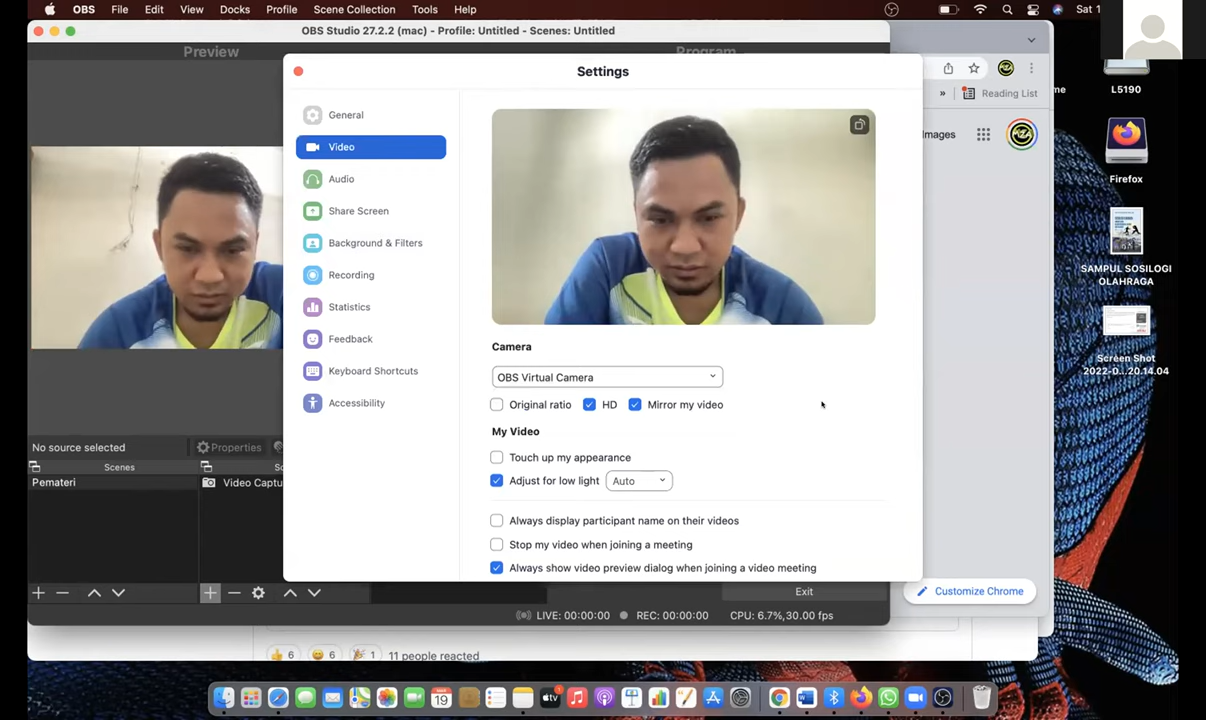 OBS File Edit View Docks Profile Scene Collection Tools Help Sat 1
OBS Studio 27.2.2 (mac) - Profile: Untitled - Scenes: Untitled
Preview
Program
Settings
General
Video
Audio
Share Screen
Background & Filters
Recording
Statistics
Feedback
Keyboard Shortcuts
Accessibility
Camera
OBS Virtual Camera
Original ratio HD Mirror my video
My Video
Touch up my appearance
Adjust for low light Auto
Always display participant name on their videos
Stop my video when joining a meeting
Always show video preview dialog when joining a video meeting
No source selected Properties
Scenes
Pemateri
Video Captu
Exit
LIVE: 00:00:00 REC: 00:00:00 CPU: 6.7%,30.00 fps
» Reading List
mages
Customize Chrome
👍 6 😀 6 🎉 1 11 people reacted
me
L5190
Firefox
SAMPUL SOSILOGI
OLAHRAGA
Screen Shot
2022-0...20.14.04
19
tv